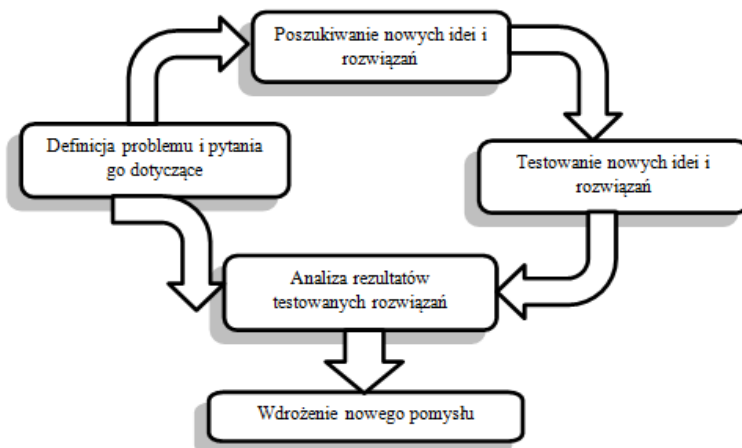 Poszukiwanie nowych idei i
rozwiązań
Definicja problemu i pytania
go dotyczące
Testowanie nowych idei i
rozwiązań
Analiza rezultatów
testowanych rozwiązań
Wdrożenie nowego pomysłu